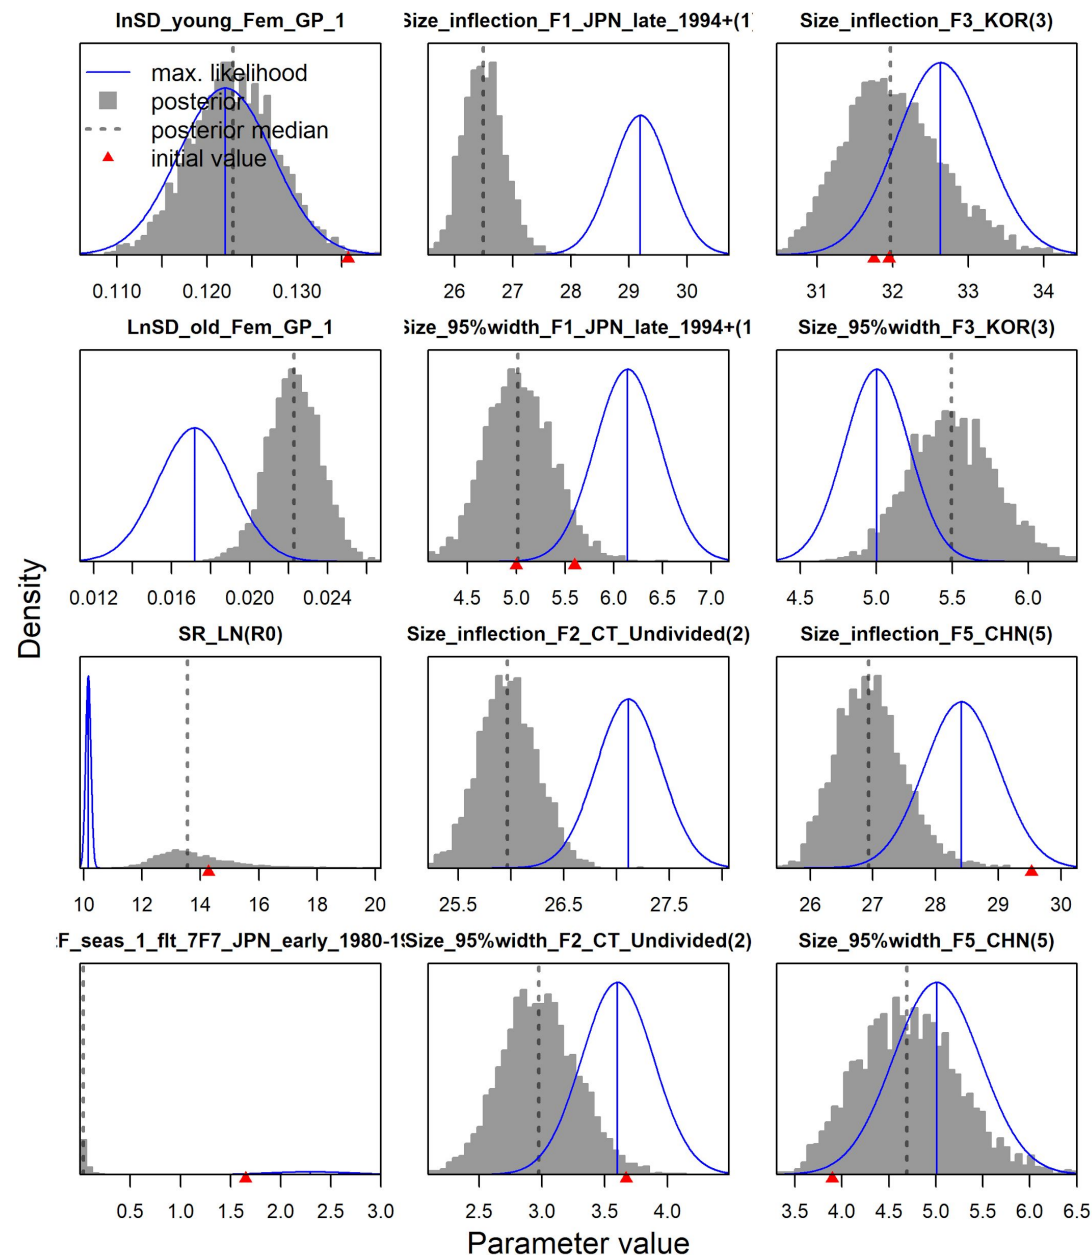 lnSD_young_Fem_GP_1
Size_inflection_F1_JPN_late_1994+(1)
Size_inflection_F3_KOR(3)
max. likelihood
posterior
posterior median
initial value
0.110 0.120 0.130
26 27 28 29 30
31 32 33 34
LnSD_old_Fem_GP_1
Size_95%width_F1_JPN_late_1994+(1
Size_95%width_F3_KOR(3)
0.012 0.016 0.020 0.024
4.5 5.0 5.5 6.0 6.5 7.0
4.5 5.0 5.5 6.0
Density
SR_LN(R0)
Size_inflection_F2_CT_Undivided(2)
Size_inflection_F5_CHN(5)
10 12 14 16 18 20
25.5 26.5 27.5
26 27 28 29 30
F_seas_1_flt_7F7_JPN_early_1980-19
Size_95%width_F2_CT_Undivided(2)
Size_95%width_F5_CHN(5)
0.5 1.0 1.5 2.0 2.5 3.0
2.5 3.0 3.5 4.0
3.5 4.0 4.5 5.0 5.5 6.0 6.5
Parameter value